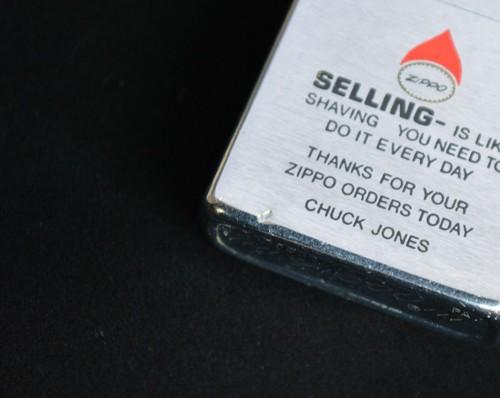 ZIPPO
SELLING- IS LIK
SHAVING YOU NEED TO
DO IT EVERY DAY
THANKS FOR YOUR
ZIPPO ORDERS TODAY
CHUCK JONES